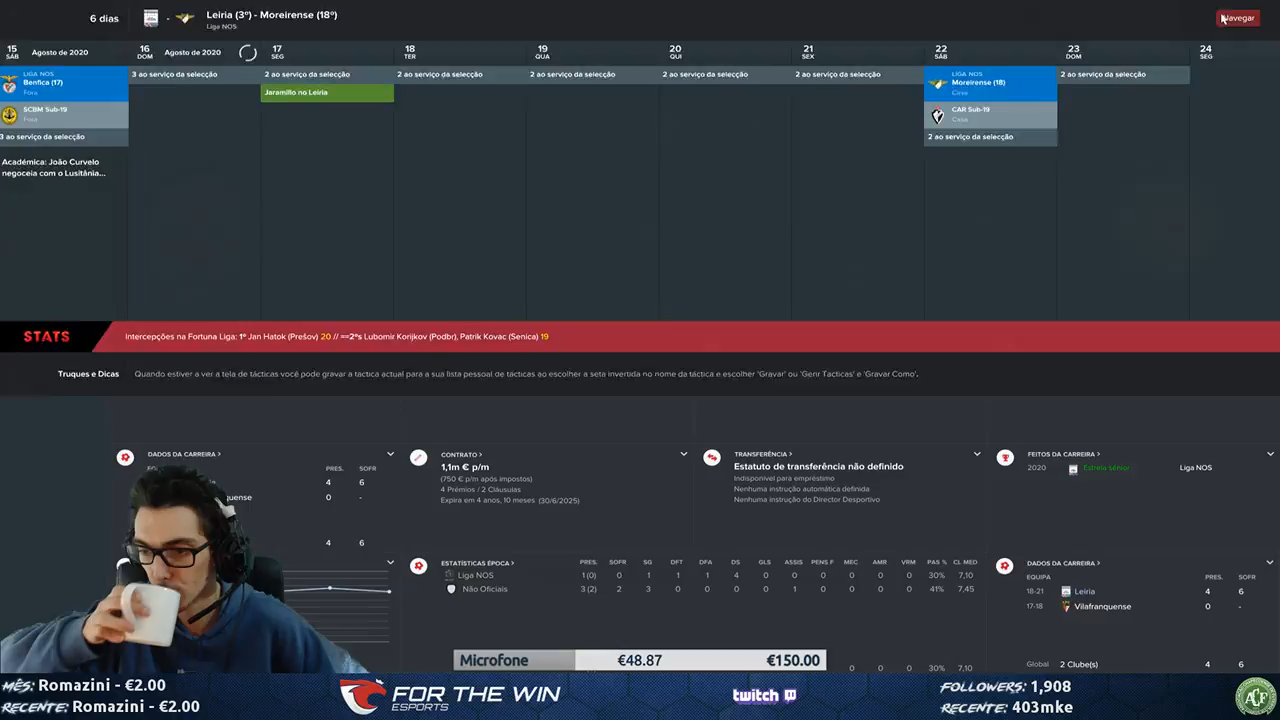 6 dias
Leiria (3º) - Moreirense (18º)
Liga NOS
Navegar
15 SÁB Agosto de 2020
16 DOM Agosto de 2020
17 SEG
18 TER
19 QUA
20 QUI
21 SEX
22 SÁB
23 DOM
24 SEG
LIGA NOS
Benfica (17)
Fora
SCBM Sub-19
Fora
3 ao serviço da selecção
Académica: João Curvelo
negoceia com o Lusitânia...
3 ao serviço da selecção
2 ao serviço da selecção
Jaramillo no Leiria
2 ao serviço da selecção
2 ao serviço da selecção
2 ao serviço da selecção
2 ao serviço da selecção
LIGA NOS
Moreirense (18)
CAR Sub-19
Casa
2 ao serviço da selecção
2 ao serviço da selecção
STATS
Intercepções na Fortuna Liga: 1º Jan Hatok (Prešov) 20 // ==2ºs Lubomir Korijkov (Podbr), Patrik Kovac (Senica) 19
Truques e Dicas
Quando estiver a ver a tela de tácticas você pode gravar a tactica actual para a sua lista pessoal de tácticas ao escolher a seta invertida no nome da táctica e escolher 'Gravar' ou 'Gerir Tacticas' e 'Gravar Como'.
DADOS DA CARREIRA >
PRES. SOFR
4 6
quense 0 -
4 6
CONTRATO >
1,1m € p/m
(750 € p/m após impostos)
4 Prémios / 2 Cláusulas
Expira em 4 anos, 10 meses (30/6/2025)
TRANSFERÊNCIA >
Estatuto de transferência não definido
Indisponível para empréstimo
Nenhuma instrução automática definida
Nenhuma instrução do Director Desportivo
FEITOS DA CARREIRA >
2020 Estreia sénior Liga NOS
ESTATÍSTICAS ÉPOCA > PRES. SOFR SG DFT DFA DS GLS ASSIS PENS F MEC AMR VRM PAS % CL MED
Liga NOS 1(0) 0 1 1 1 4 0 0 0 0 0 0 30% 7,10
Não Oficiais 3 (2) 2 3 0 0 0 0 1 0 0 0 0 41% 7,45
0 0 0 30% 7,10
DADOS DA CARREIRA >
EQUIPA PRES. SOFR
18-21 Leiria 4 6
17-18 Vilafranquense 0 -
Global 2 Clube(s) 4 6
Microfone €48.87 €150.00
MÊS: Romazini - €2.00
RECENTE: Romazini - €2.00
FOR THE WIN
ESPORTS
twitch
FOLLOWERS: 1,908
RECENTE: 403mke
ACF